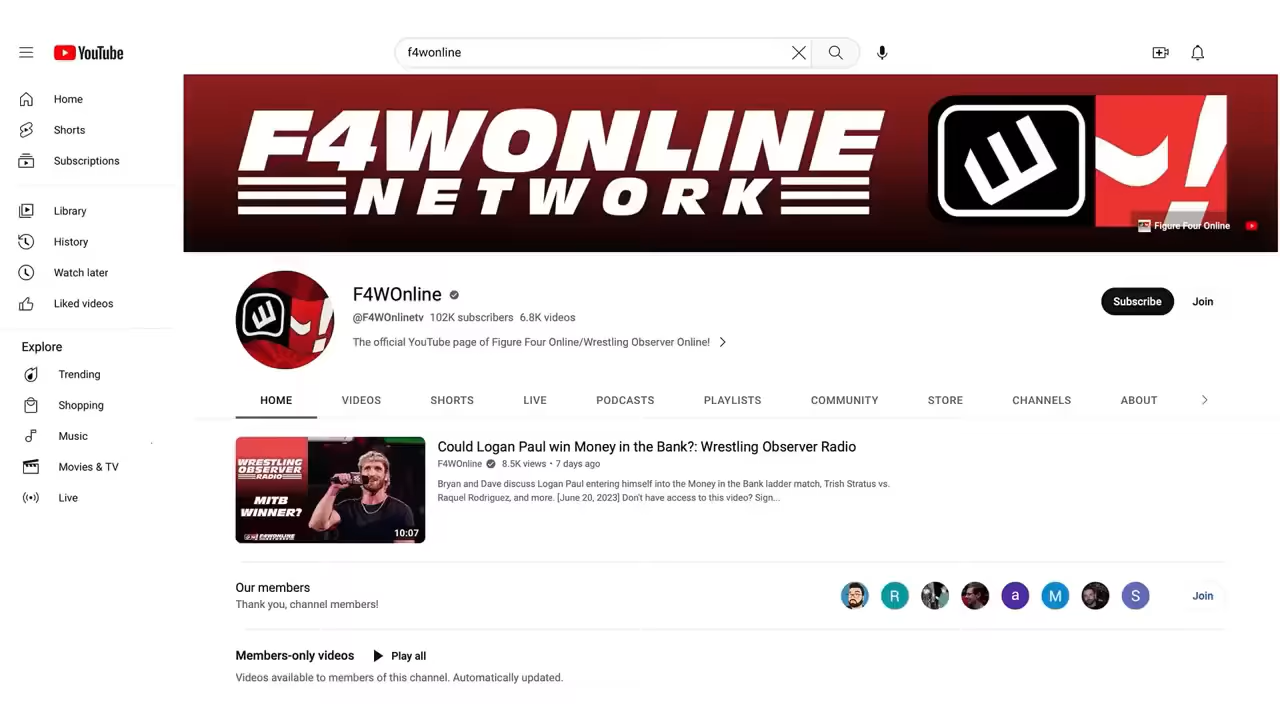 YouTube
f4wonline
Home
Shorts
Subscriptions
Library
History
Watch later
Liked videos
Explore
Trending
Shopping
Music
Movies & TV
Live
F4WONLINE
NETWORK
Figure Four Online
F4WOnline
@F4WOnlinetv 102K subscribers 6.8K videos
The official YouTube page of Figure Four Online/Wrestling Observer Online!
Subscribe
Join
HOME VIDEOS SHORTS LIVE PODCASTS PLAYLISTS COMMUNITY STORE CHANNELS ABOUT
WRESTLING
OBSERVER
RADIO
MITB
WINNER?
F4WONLINE
10:07
Could Logan Paul win Money in the Bank?: Wrestling Observer Radio
F4WOnline 8.5K views • 7 days ago
Bryan and Dave discuss Logan Paul entering himself into the Money in the Bank ladder match, Trish Stratus vs.
Raquel Rodriguez, and more. [June 20, 2023] Don't have access to this video? Sign...
Our members
Thank you, channel members!
R
a
M
S
Join
Members-only videos
Play all
Videos available to members of this channel. Automatically updated.